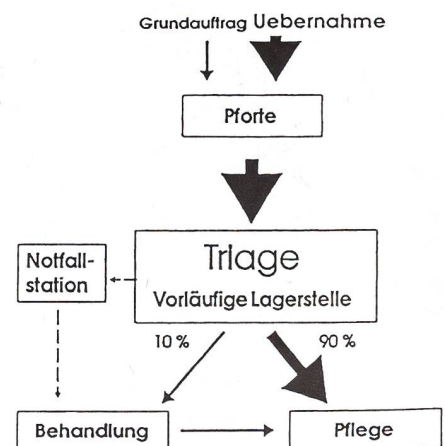 Grundauftrag Uebernahme
Pforte
Triage
Vorläufige Lagerstelle
Notfall-
station
10 %
90 %
Behandlung
Pflege